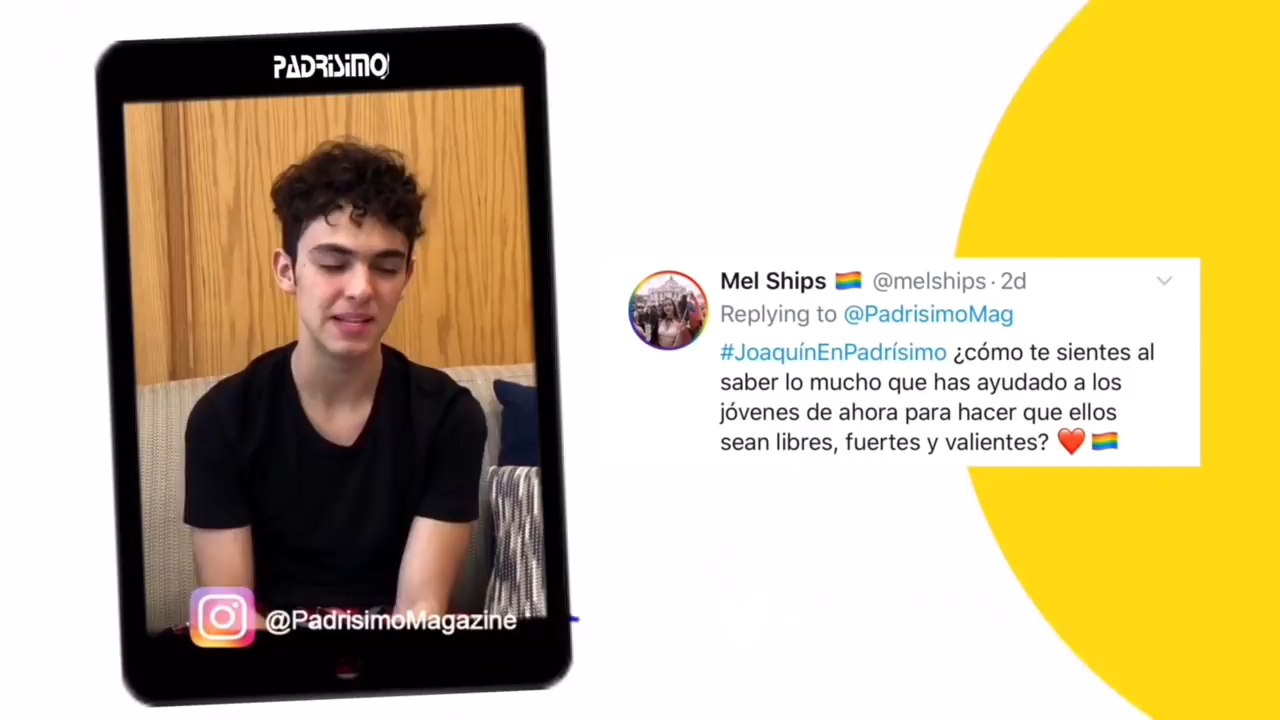 PADRiSiMO
@PadrisimoMagazine
Mel Ships 🏳️‍🌈 @melships · 2d
Replying to @PadrisimoMag
#JoaquínEnPadrísimo ¿cómo te sientes al
saber lo mucho que has ayudado a los
jóvenes de ahora para hacer que ellos
sean libres, fuertes y valientes? ❤️ 🏳️‍🌈